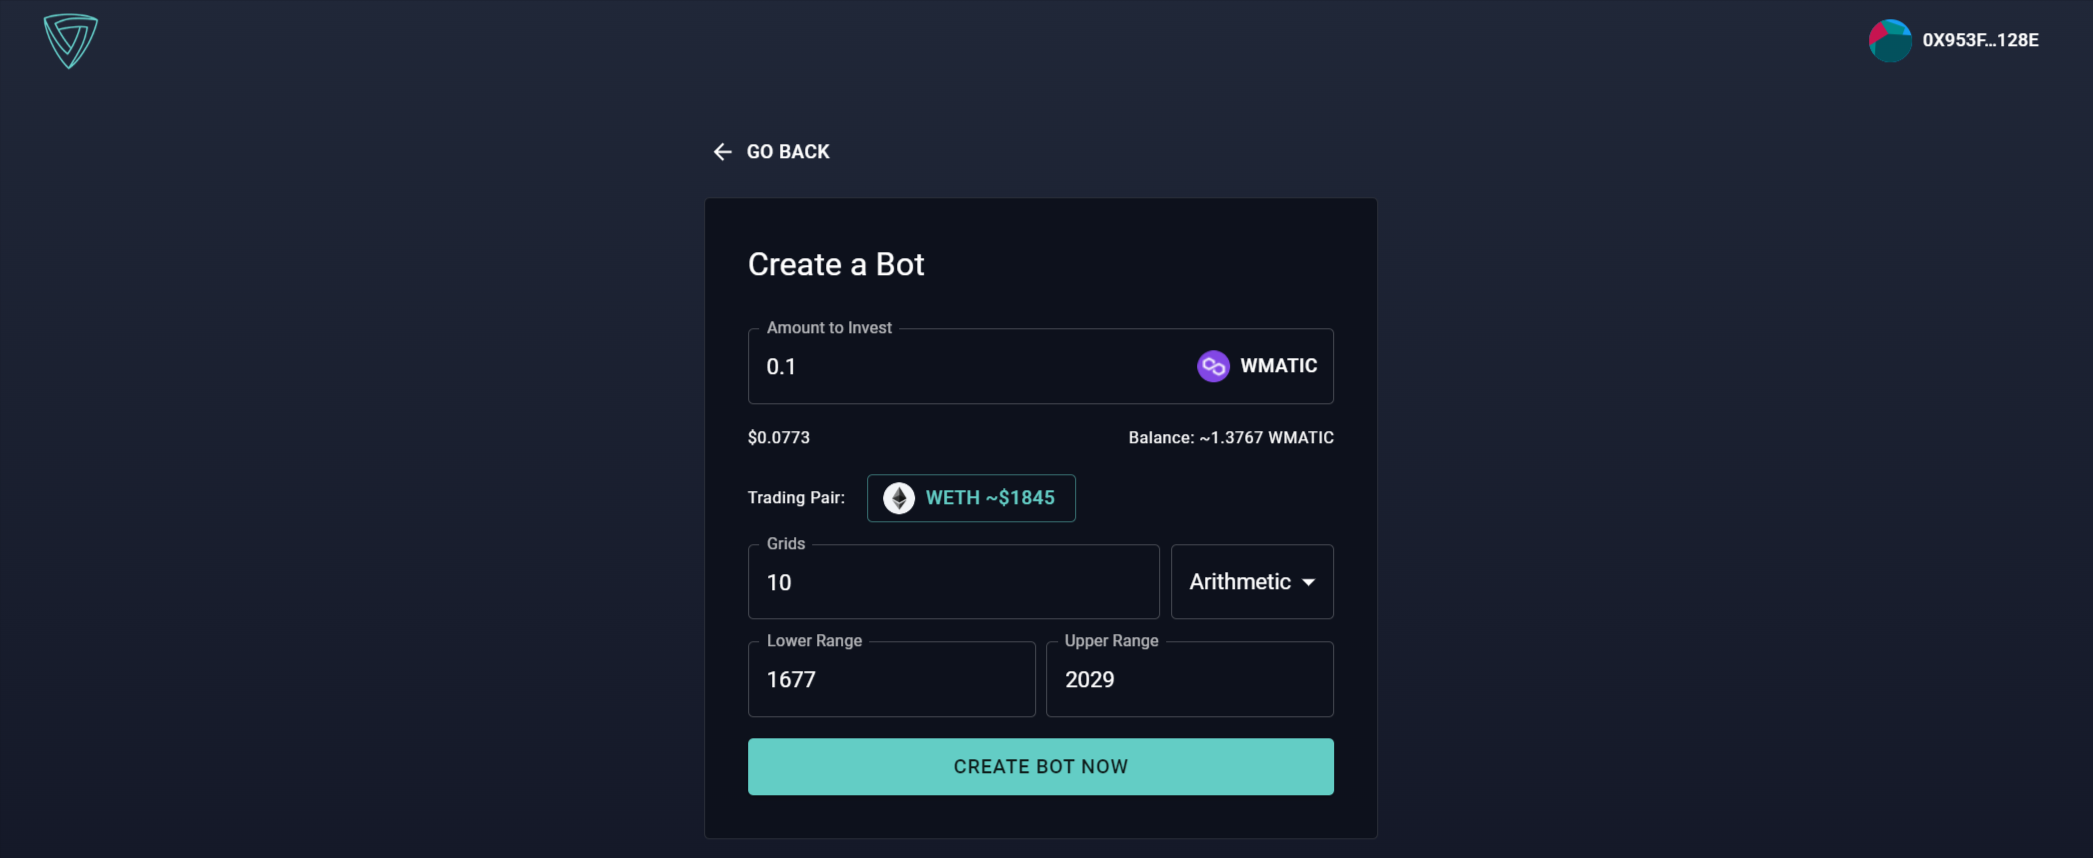 0X953F...128E
GO BACK
Create a Bot
Amount to Invest
0.1 WMATIC
$0.0773 Balance: ~1.3767 WMATIC
Trading Pair: WETH ~$1845
Grids
10 Arithmetic
Lower Range Upper Range
1677 2029
CREATE BOT NOW